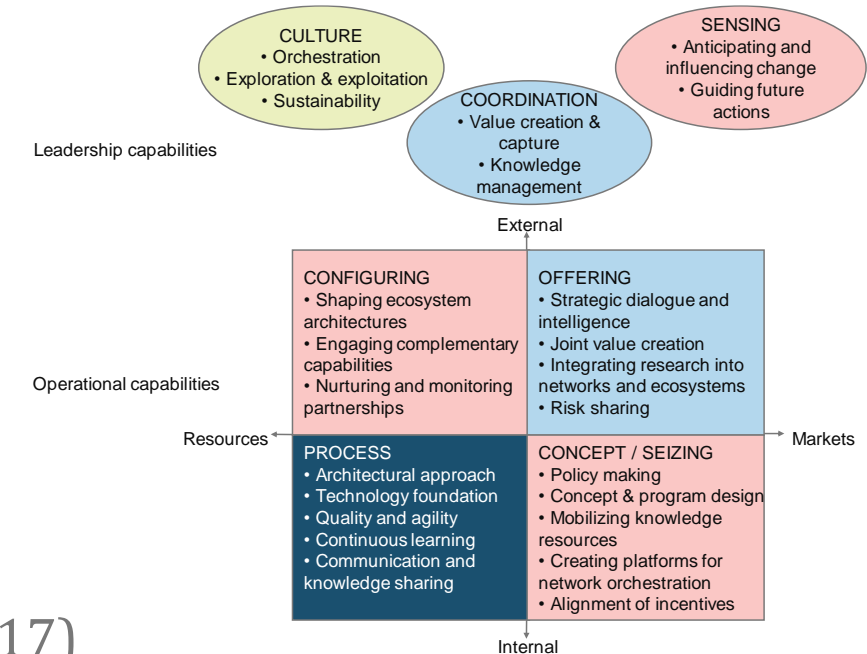 CULTURE
• Orchestration
• Exploration & exploitation
• Sustainability
SENSING
• Anticipating and
influencing change
• Guiding future
actions
COORDINATION
• Value creation &
capture
• Knowledge
management
Leadership capabilities
External
CONFIGURING
• Shaping ecosystem
architectures
• Engaging complementary
capabilities
• Nurturing and monitoring
partnerships
OFFERING
• Strategic dialogue and
intelligence
• Joint value creation
• Integrating research into
networks and ecosystems
• Risk sharing
Operational capabilities
Resources
Markets
PROCESS
• Architectural approach
• Technology foundation
• Quality and agility
• Continuous learning
• Communication and
knowledge sharing
CONCEPT / SEIZING
• Policy making
• Concept & program design
• Mobilizing knowledge
resources
• Creating platforms for
network orchestration
• Alignment of incentives
17)
Internal